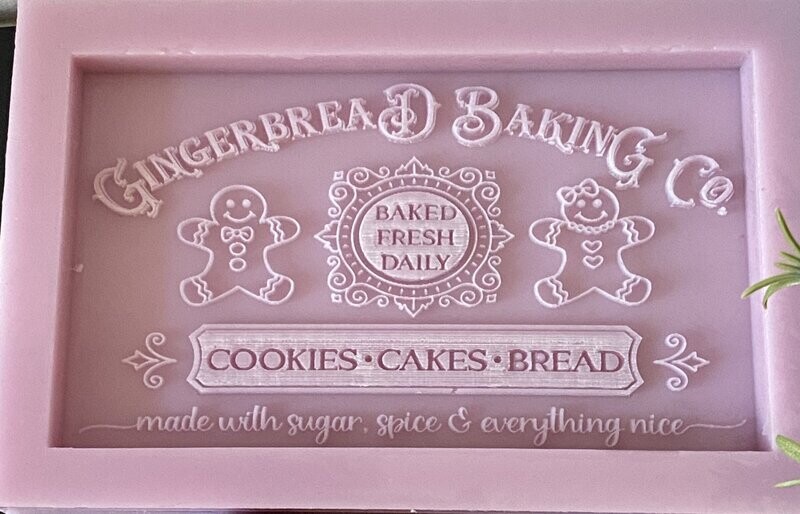 GINGERBREAD BAKING CO.
BAKED
FRESH
DAILY
COOKIES • CAKES • BREAD
made with sugar, spice & everything nice